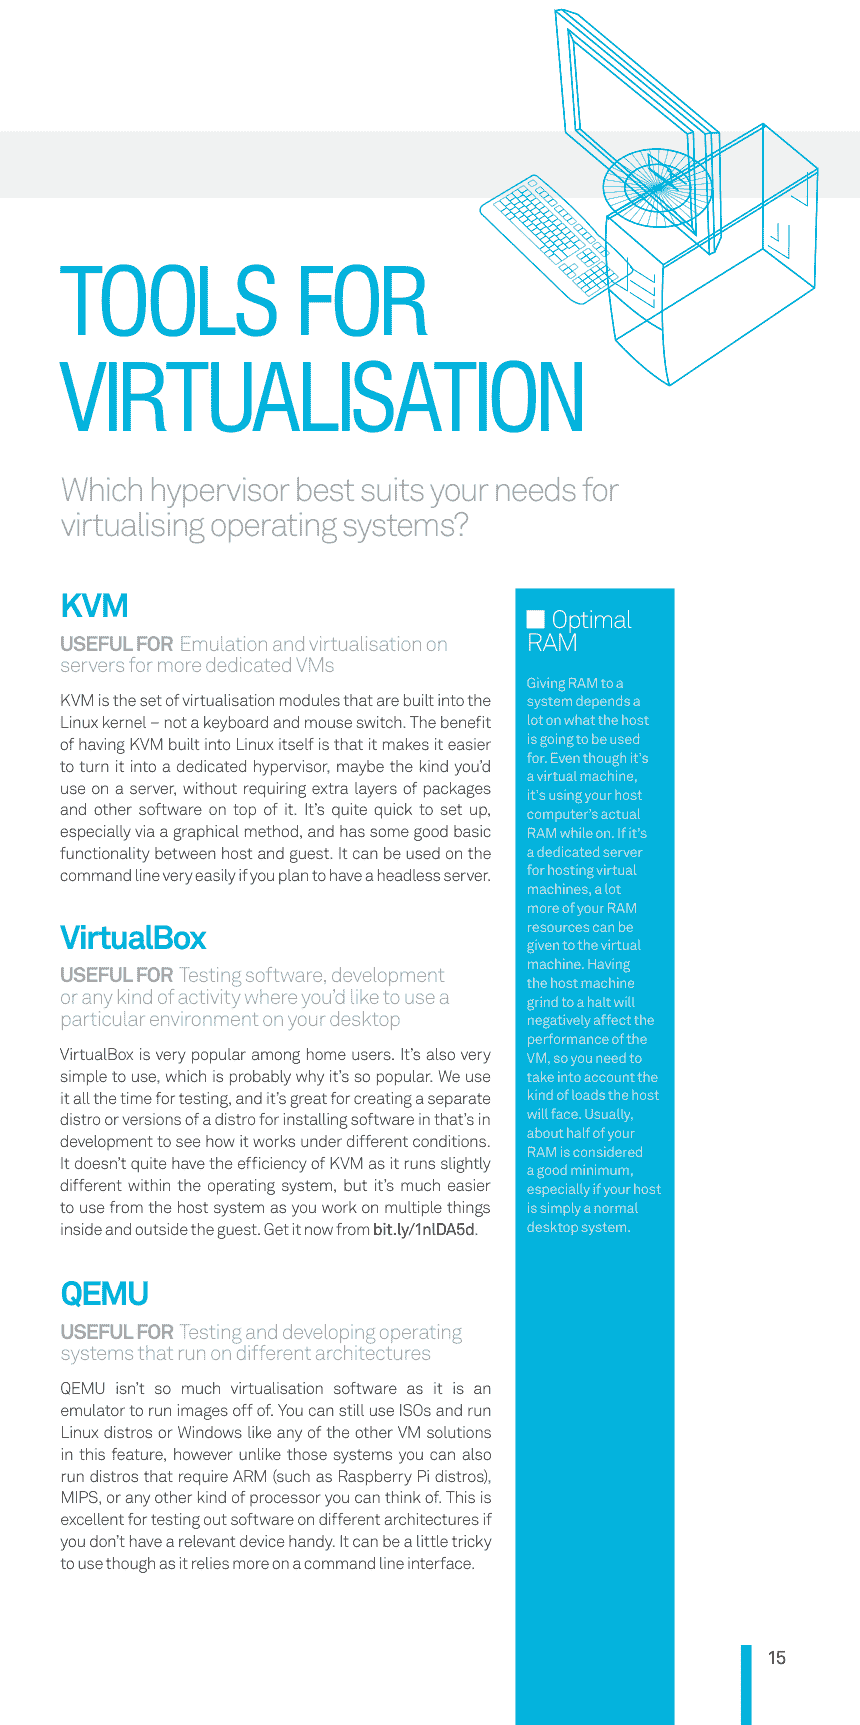 TOOLS FOR
VIRTUALISATION
Which hypervisor best suits your needs for
virtualising operating systems?
KVM
USEFUL FOR Emulation and virtualisation on
servers for more dedicated VMs
KVM is the set of virtualisation modules that are built into the
Linux kernel – not a keyboard and mouse switch. The benefit
of having KVM built into Linux itself is that it makes it easier
to turn it into a dedicated hypervisor, maybe the kind you'd
use on a server, without requiring extra layers of packages
and other software on top of it. It's quite quick to set up,
especially via a graphical method, and has some good basic
functionality between host and guest. It can be used on the
command line very easily if you plan to have a headless server.
VirtualBox
USEFUL FOR Testing software, development
or any kind of activity where you'd like to use a
particular environment on your desktop
VirtualBox is very popular among home users. It's also very
simple to use, which is probably why it's so popular. We use
it all the time for testing, and it's great for creating a separate
distro or versions of a distro for installing software in that's in
development to see how it works under different conditions.
It doesn't quite have the efficiency of KVM as it runs slightly
different within the operating system, but it's much easier
to use from the host system as you work on multiple things
inside and outside the guest. Get it now from bit.ly/1nlDA5d.
QEMU
USEFUL FOR Testing and developing operating
systems that run on different architectures
QEMU isn't so much virtualisation software as it is an
emulator to run images off of. You can still use ISOs and run
Linux distros or Windows like any of the other VM solutions
in this feature, however unlike those systems you can also
run distros that require ARM (such as Raspberry Pi distros),
MIPS, or any other kind of processor you can think of. This is
excellent for testing out software on different architectures if
you don't have a relevant device handy. It can be a little tricky
to use though as it relies more on a command line interface.
Optimal
RAM
Giving RAM to a
system depends a
lot on what the host
is going to be used
for. Even though it's
a virtual machine,
it's using your host
computer's actual
RAM while on. If it's
a dedicated server
for hosting virtual
machines, a lot
more of your RAM
resources can be
given to the virtual
machine. Having
the host machine
grind to a halt will
negatively affect the
performance of the
VM, so you need to
take into account the
kind of loads the host
will face. Usually,
about half of your
RAM is considered
a good minimum,
especially if your host
is simply a normal
desktop system.
15